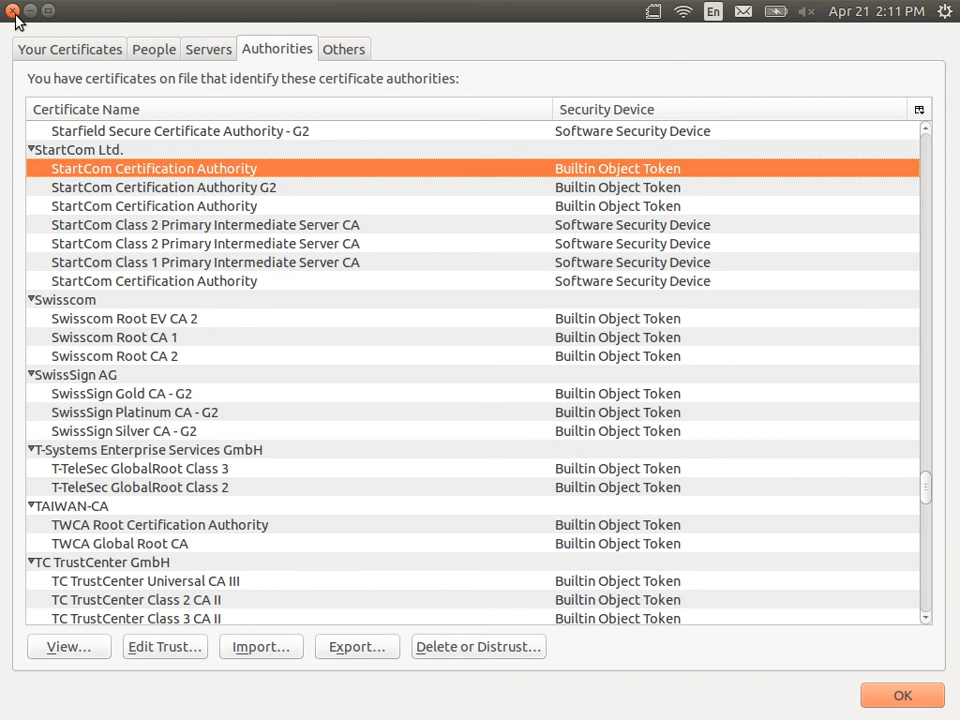 En Apr 21 2:11 PM
Your Certificates People Servers Authorities Others
You have certificates on file that identify these certificate authorities:
Certificate Name Security Device
Starfield Secure Certificate Authority - G2 Software Security Device
StartCom Ltd.
StartCom Certification Authority Builtin Object Token
StartCom Certification Authority G2 Builtin Object Token
StartCom Certification Authority Builtin Object Token
StartCom Class 2 Primary Intermediate Server CA Software Security Device
StartCom Class 2 Primary Intermediate Server CA Software Security Device
StartCom Class 1 Primary Intermediate Server CA Software Security Device
StartCom Certification Authority Software Security Device
Swisscom
Swisscom Root EV CA 2 Builtin Object Token
Swisscom Root CA 1 Builtin Object Token
Swisscom Root CA 2 Builtin Object Token
SwissSign AG
SwissSign Gold CA - G2 Builtin Object Token
SwissSign Platinum CA - G2 Builtin Object Token
SwissSign Silver CA - G2 Builtin Object Token
T-Systems Enterprise Services GmbH
T-TeleSec GlobalRoot Class 3 Builtin Object Token
T-TeleSec GlobalRoot Class 2 Builtin Object Token
TAIWAN-CA
TWCA Root Certification Authority Builtin Object Token
TWCA Global Root CA Builtin Object Token
TC TrustCenter GmbH
TC TrustCenter Universal CA III Builtin Object Token
TC TrustCenter Class 2 CA II Builtin Object Token
TC TrustCenter Class 3 CA II Builtin Object Token
View... Edit Trust... Import... Export... Delete or Distrust...
OK